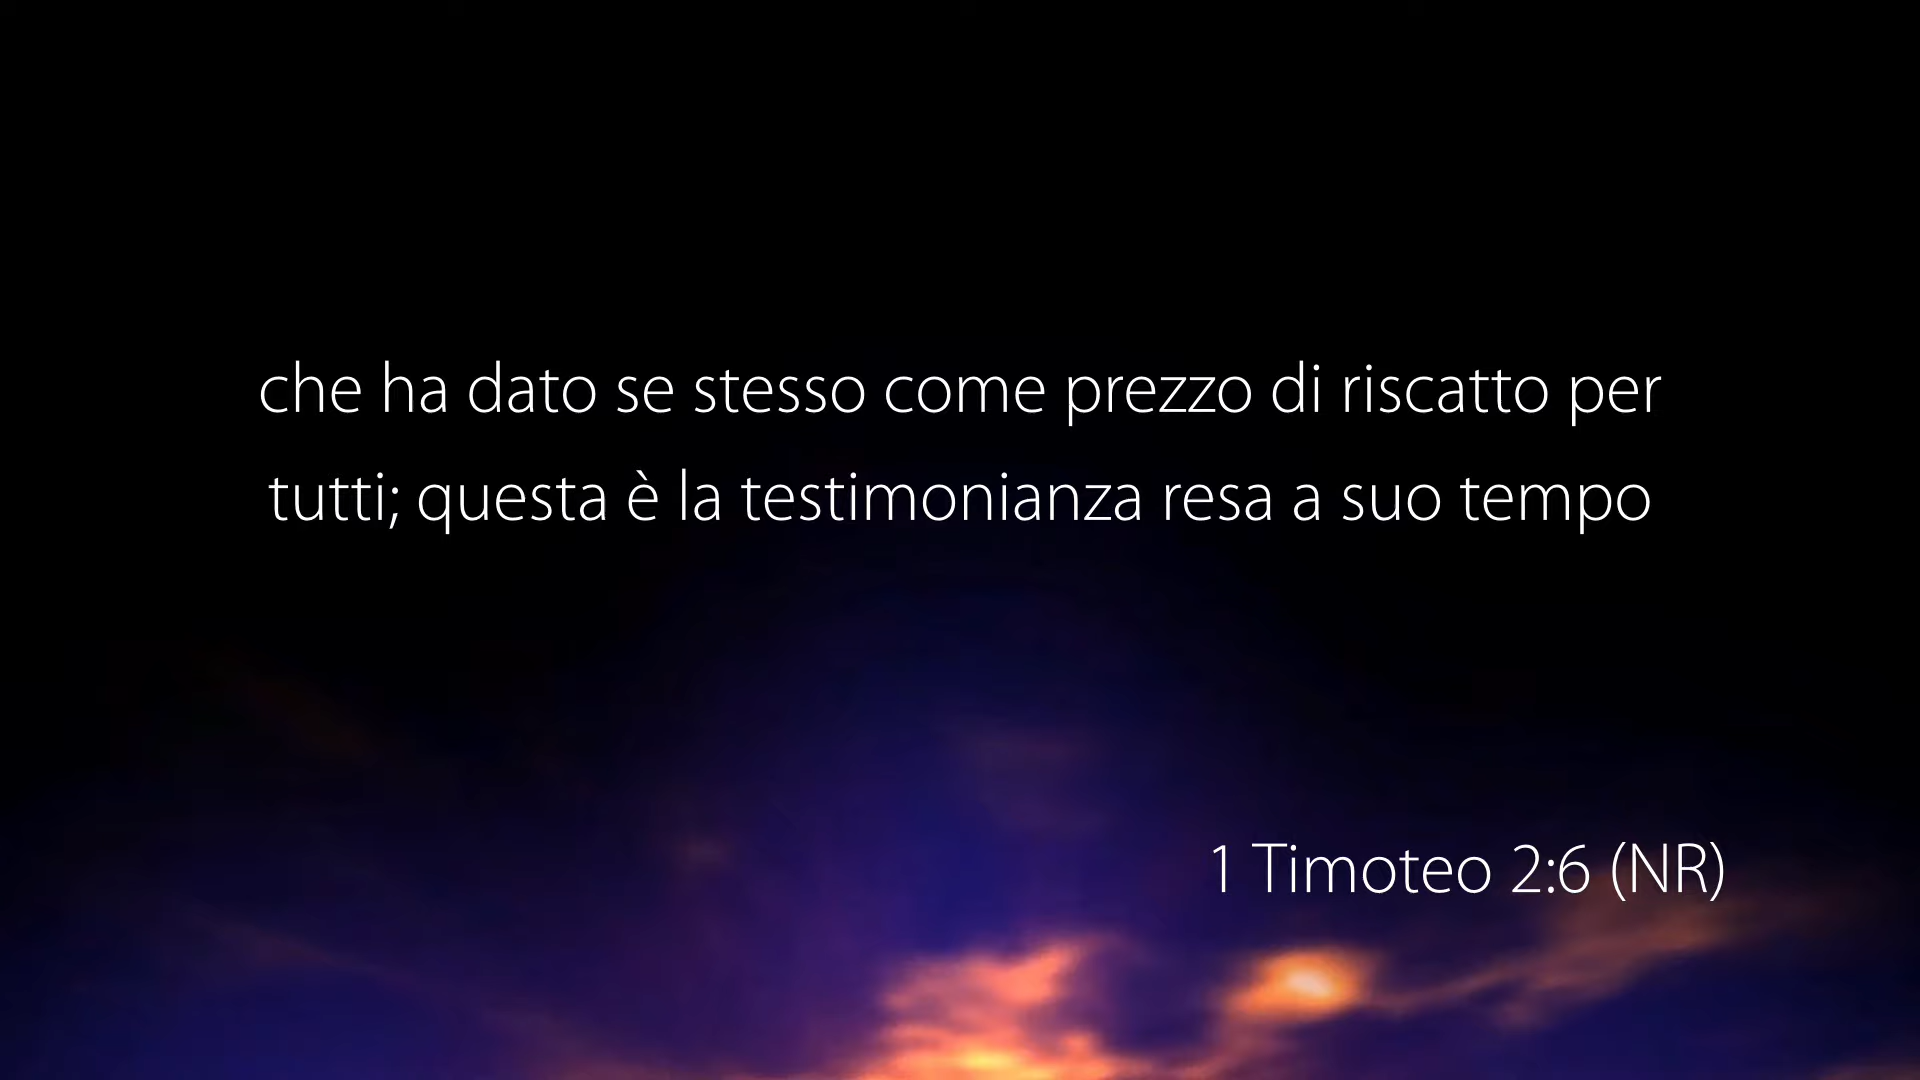 che ha dato se stesso come prezzo di riscatto per
tutti; questa è la testimonianza resa a suo tempo
1 Timoteo 2:6 (NR)